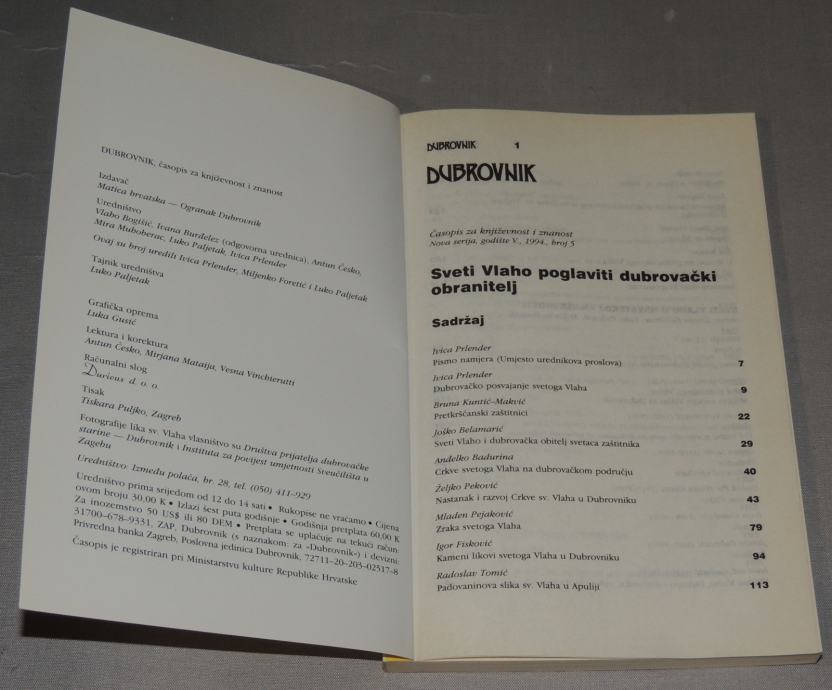 DUBROVNIK, časopis za književnost i znanost
Izdavač
Matica hrvatska — Ogranak Dubrovnik
Uredništvo
Vlaho Bogišić, Ivana Burđelez (odgovorna urednica), Antun Česko,
Mira Muhoberac, Luko Paljetak, Ivica Prlender
Ovaj su broj uredili Ivica Prlender, Miljenko Foretić i Luko Paljetak
Tajnik uredništva
Luko Paljetak
Grafička oprema
Luka Gusić
Lektura i korektura
Antun Česko, Mirjana Mataija, Vesna Vinchierutti
Računalni slog
Darieus d. o. o.
Tisak
Tiskara Puljko, Zagreb
Fotografije lika sv. Vlaha vlasništvo su Društva prijatelja dubrovačke
starine — Dubrovnik i Instituta za povijest umjetnosti Sveučilišta u
Zagebu
Uredništvo: Između polača, br. 28, tel. (050) 411-929
Uredništvo prima srijedom od 12 do 14 sati • Rukopise ne vraćamo • Cijena
ovom broju 30,00 K • Izlazi šest puta godišnje • Godišnja pretplata 60,00 K
Za inozemstvo 50 US$ ili 80 DEM • Pretplata se uplaćuje na tekući račun:
31700-678-9331, ZAP, Dubrovnik (s naznakom: za »Dubrovnik«) i devizni:
Privredna banka Zagreb, Poslovna jedinica Dubrovnik, 72711-20-203-02517-8
Časopis je registriran pri Ministarstvu kulture Republike Hrvatske
DUBROVNIK 1
DUBROVNIK
Časopis za književnost i znanost
Nova serija, godište V., 1994., broj 5
Sveti Vlaho poglaviti dubrovački
obranitelj
Sadržaj
Ivica Prlender
Pismo namjera (Umjesto urednikova proslova) 7
Ivica Prlender
Dubrovačko posvajanje svetoga Vlaha 9
Bruna Kuntić-Makvić
Pretkršćanski zaštitnici 22
Joško Belamarić
Sveti Vlaho i dubrovačka obitelj svetaca zaštitnika 29
Anđelko Badurina
Crkve svetoga Vlaha na dubrovačkom području 40
Željko Peković
Nastanak i razvoj Crkve sv. Vlaha u Dubrovniku 43
Mladen Pejaković
Zraka svetoga Vlaha 79
Igor Fisković
Kameni likovi svetoga Vlaha u Dubrovniku 94
Radoslav Tomić
Padovaninova slika sv. Vlaha u Apuliji 113